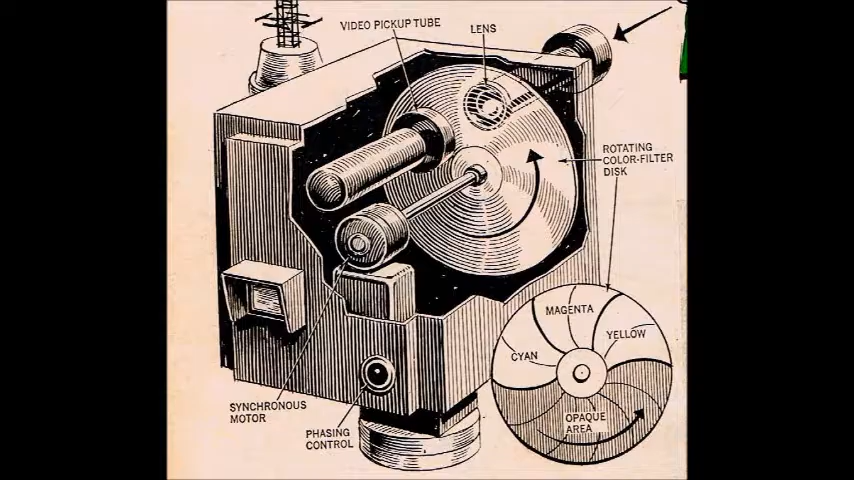 VIDEO PICKUP TUBE
LENS
ROTATING
COLOR-FILTER
DISK
MAGENTA
YELLOW
CYAN
OPAQUE
AREA
SYNCHRONOUS
MOTOR
PHASING
CONTROL